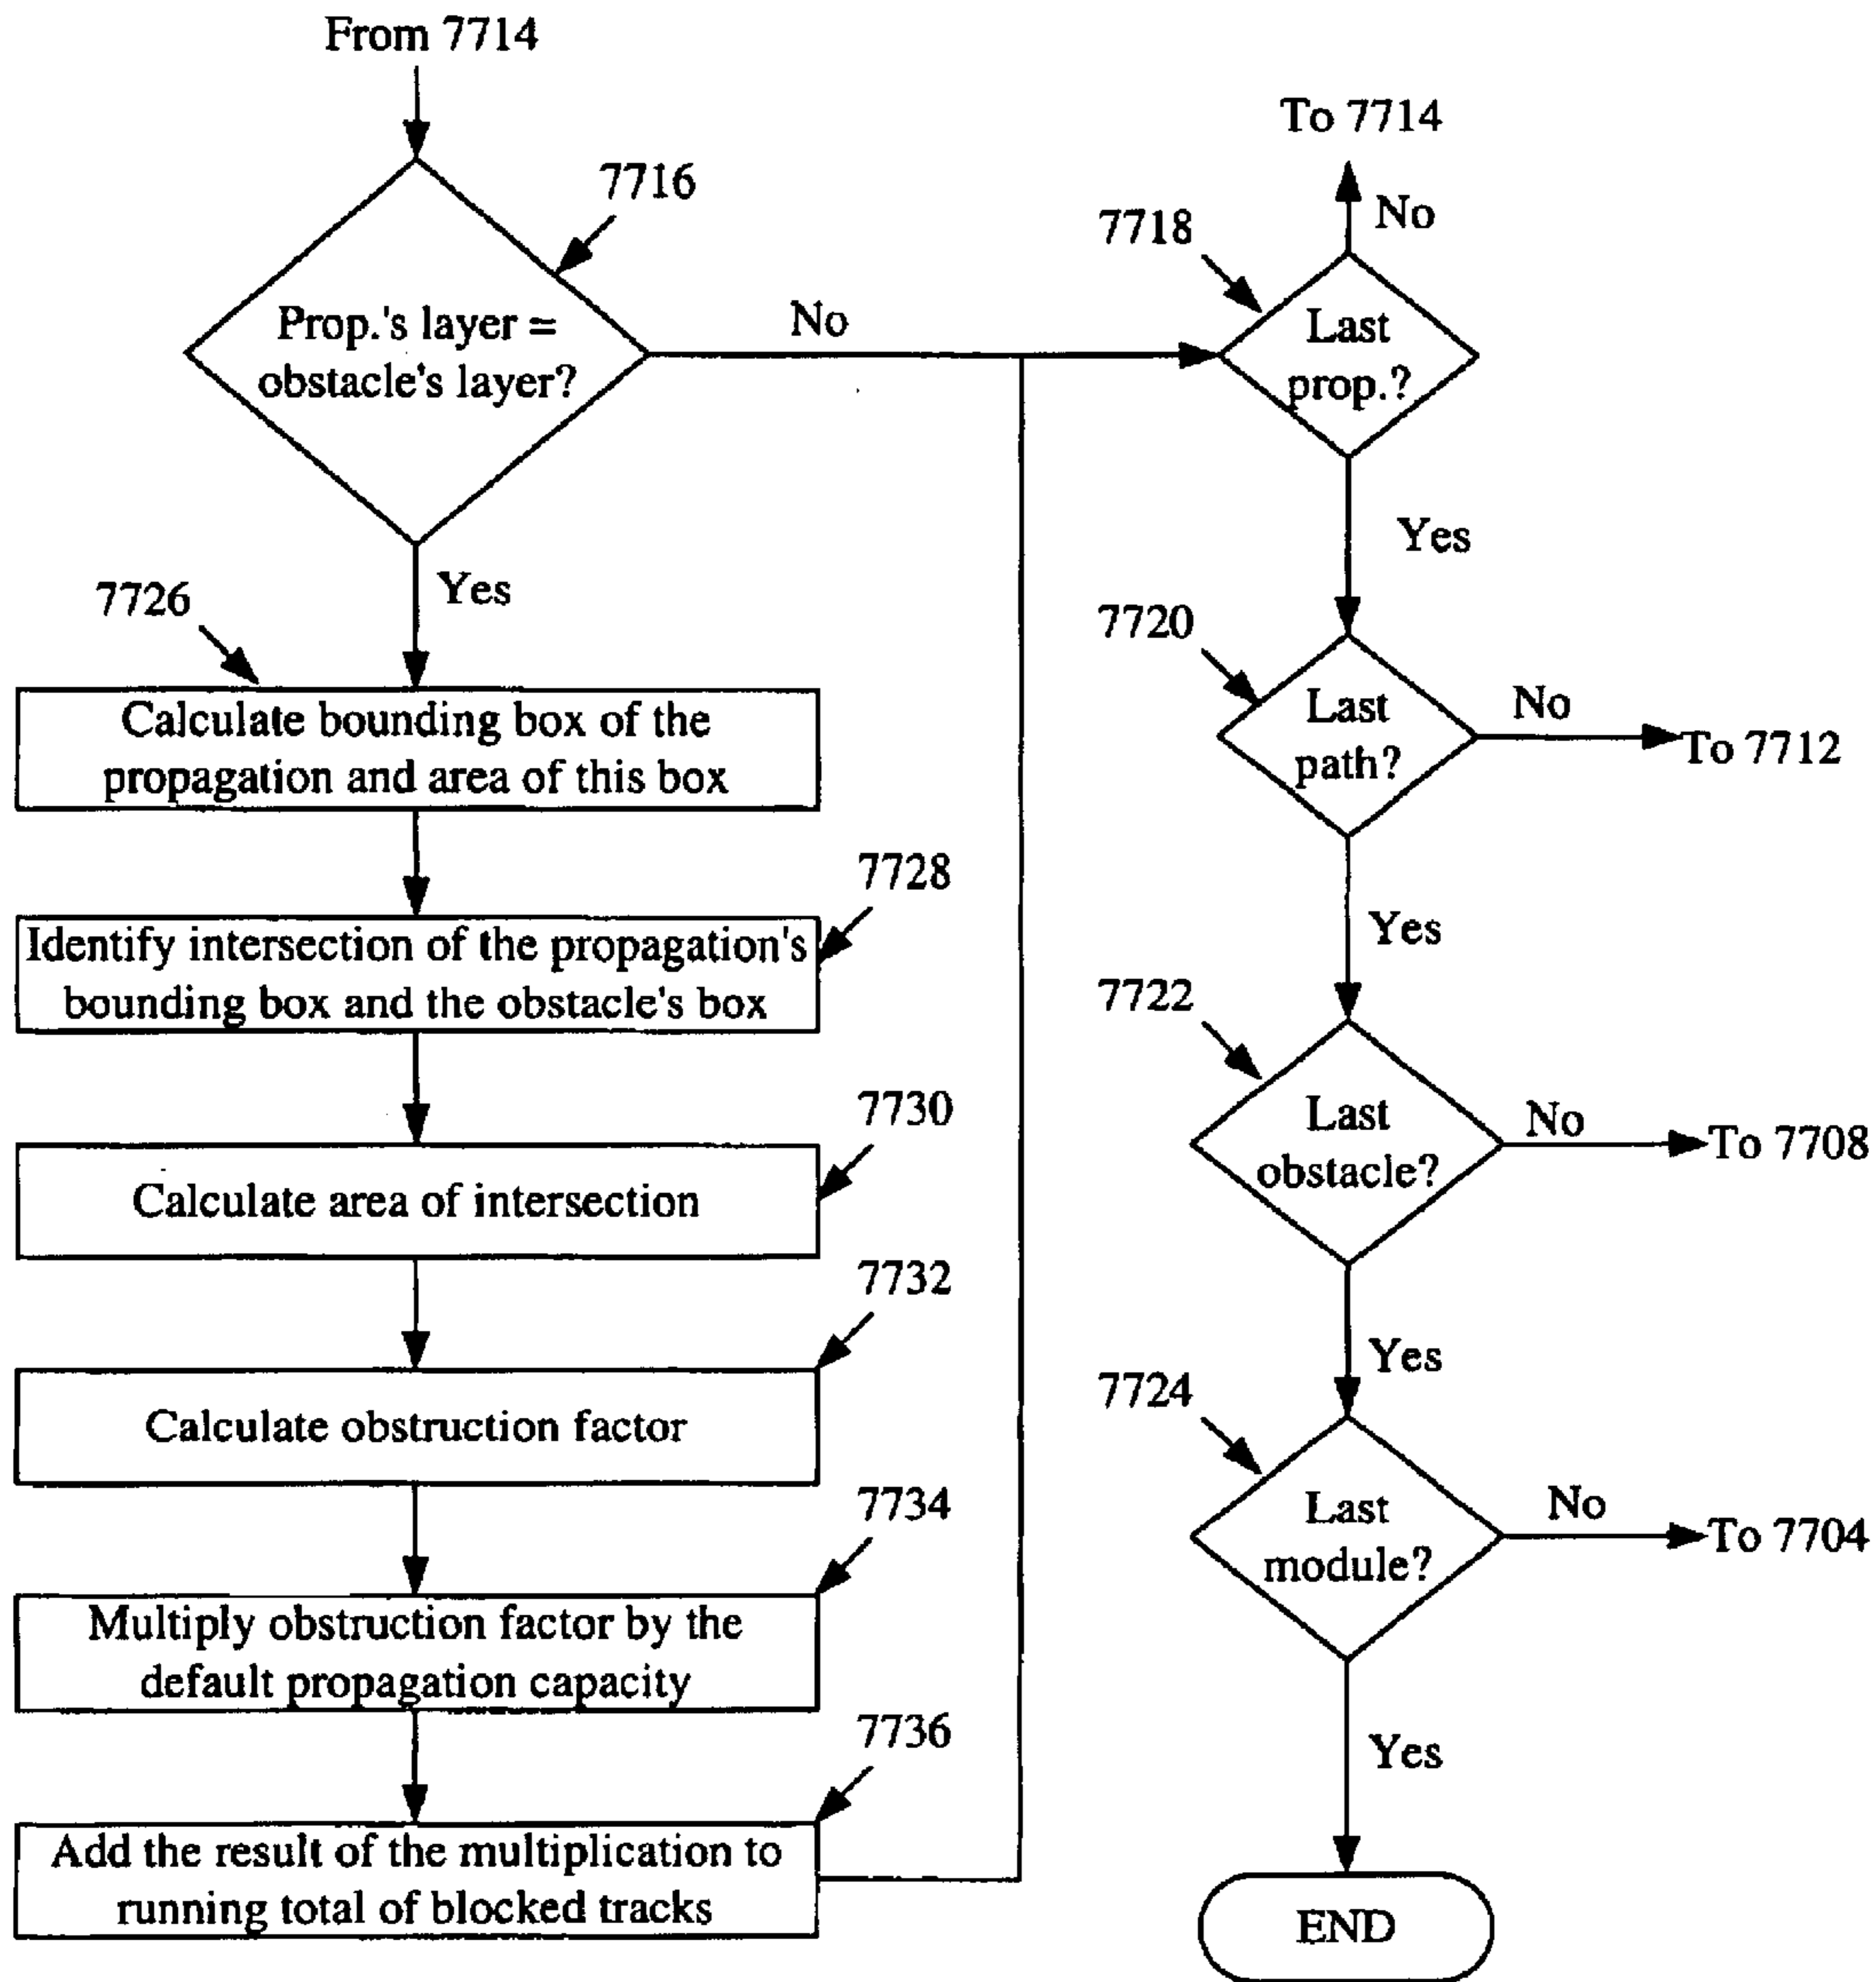 From 7714
7716
Prop.'s layer =
obstacle's layer?
No
Yes
7726
Calculate bounding box of the
propagation and area of this box
7728
Identify intersection of the propagation's
bounding box and the obstacle's box
7730
Calculate area of intersection
7732
Calculate obstruction factor
7734
Multiply obstruction factor by the
default propagation capacity
7736
Add the result of the multiplication to
running total of blocked tracks
To 7714
No
7718
Last
prop.?
Yes
7720
Last
path?
No
To 7712
Yes
7722
Last
obstacle?
No
To 7708
Yes
7724
Last
module?
No
To 7704
Yes
END